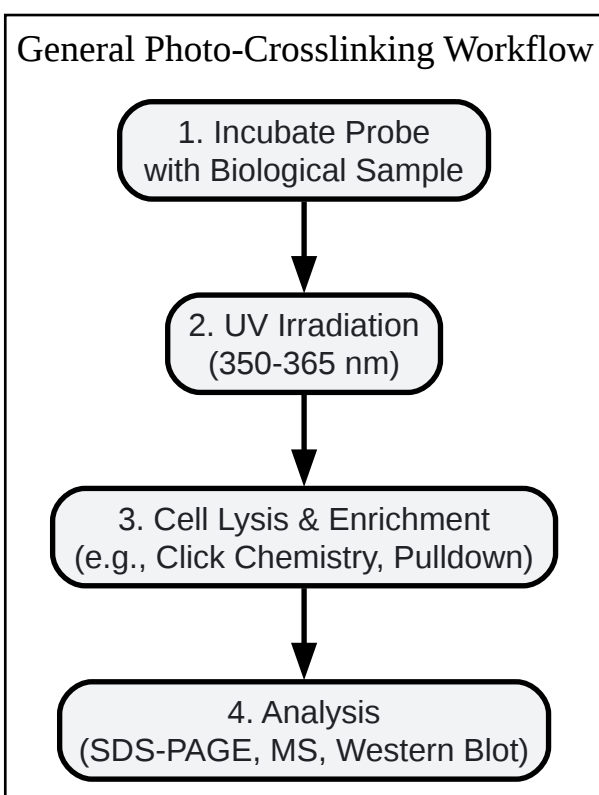 General Photo-Crosslinking Workflow
1. Incubate Probe
with Biological Sample
2. UV Irradiation
(350-365 nm)
3. Cell Lysis & Enrichment
(e.g., Click Chemistry, Pulldown)
4. Analysis
(SDS-PAGE, MS, Western Blot)